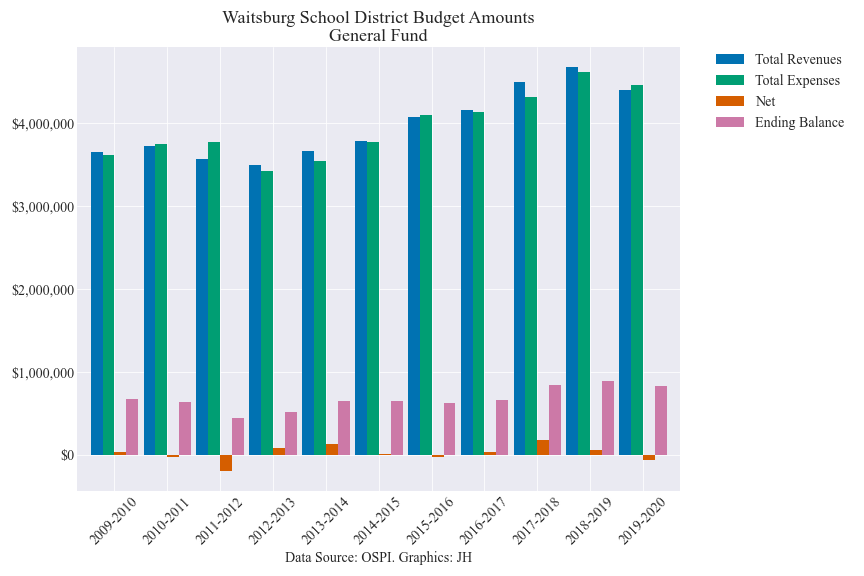 Waitsburg School District Budget Amounts
General Fund
Total Revenues
Total Expenses
Net
Ending Balance
$4,000,000
$3,000,000
$2,000,000
$1,000,000
$0
2009-2010
2010-2011
2011-2012
2012-2013
2013-2014
2014-2015
2015-2016
2016-2017
2017-2018
2018-2019
2019-2020
Data Source: OSPI. Graphics: JH